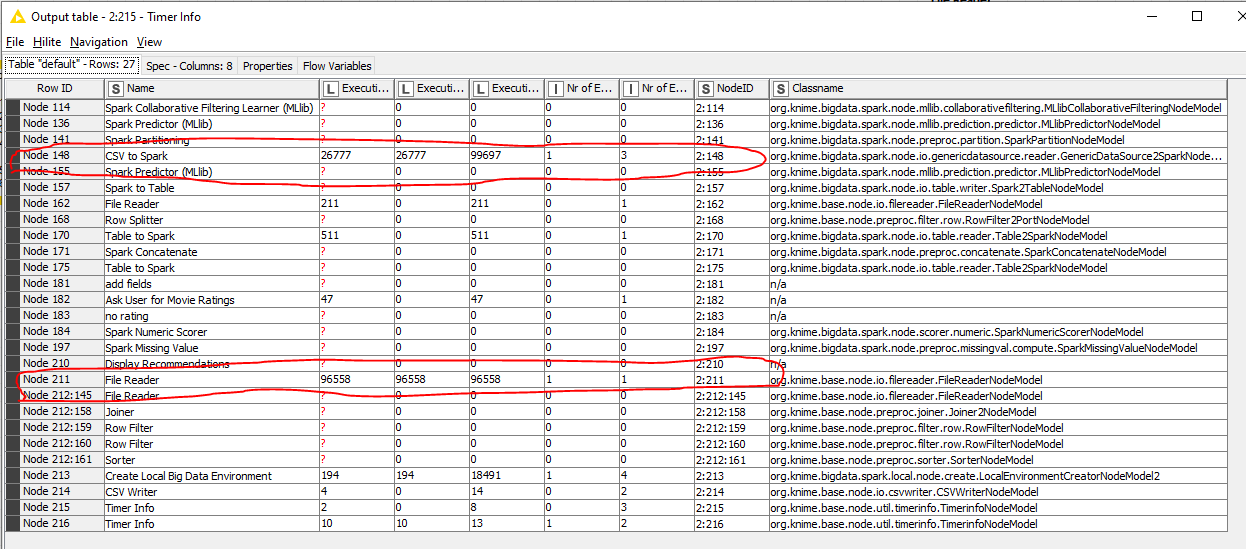 Output table - 2:215 - Timer Info
File Hilite Navigation View
Table "default" - Rows: 27 Spec - Columns: 8 Properties Flow Variables
Row ID S Name L Executi... L Executi... L Executi... I Nr of E... I Nr of E... S NodeID S Classname
Node 114 Spark Collaborative Filtering Learner (MLlib) ? 0 0 0 0 2:114 org.knime.bigdata.spark.node.mllib.collaborativefiltering.MLlibCollaborativeFilteringNodeModel
Node 136 Spark Predictor (MLlib) ? 0 0 0 0 2:136 org.knime.bigdata.spark.node.mllib.prediction.predictor.MLlibPredictorNodeModel
Node 141 Spark Partitioning ? 0 0 0 0 2:141 org.knime.bigdata.spark.node.preproc.partition.SparkPartitionNodeModel
Node 148 CSV to Spark 26777 26777 99697 1 3 2:148 org.knime.bigdata.spark.node.io.genericdatasource.reader.GenericDataSource2SparkNode...
Node 155 Spark Predictor (MLlib) ? 0 0 0 0 2:155 org.knime.bigdata.spark.node.mllib.prediction.predictor.MLlibPredictorNodeModel
Node 157 Spark to Table ? 0 0 0 0 2:157 org.knime.bigdata.spark.node.io.table.writer.Spark2TableNodeModel
Node 162 File Reader 211 0 211 0 1 2:162 org.knime.base.node.io.filereader.FileReaderNodeModel
Node 168 Row Splitter ? 0 0 0 0 2:168 org.knime.base.node.preproc.filter.row.RowFilter2PortNodeModel
Node 170 Table to Spark 511 0 511 0 1 2:170 org.knime.bigdata.spark.node.io.table.reader.Table2SparkNodeModel
Node 171 Spark Concatenate ? 0 0 0 0 2:171 org.knime.bigdata.spark.node.preproc.concatenate.SparkConcatenateNodeModel
Node 175 Table to Spark ? 0 0 0 0 2:175 org.knime.bigdata.spark.node.io.table.reader.Table2SparkNodeModel
Node 181 add fields ? 0 0 0 0 2:181 n/a
Node 182 Ask User for Movie Ratings 47 0 47 0 1 2:182 n/a
Node 183 no rating ? 0 0 0 0 2:183 n/a
Node 184 Spark Numeric Scorer ? 0 0 0 0 2:184 org.knime.bigdata.spark.node.scorer.numeric.SparkNumericScorerNodeModel
Node 197 Spark Missing Value ? 0 0 0 0 2:197 org.knime.bigdata.spark.node.preproc.missingval.compute.SparkMissingValueNodeModel
Node 210 Display Recommendations ? 0 0 0 0 2:210 n/a
Node 211 File Reader 96558 96558 96558 1 1 2:211 org.knime.base.node.io.filereader.FileReaderNodeModel
Node 212:145 File Reader ? 0 0 0 0 2:212:145 org.knime.base.node.io.filereader.FileReaderNodeModel
Node 212:158 Joiner ? 0 0 0 0 2:212:158 org.knime.base.node.preproc.joiner.Joiner2NodeModel
Node 212:159 Row Filter ? 0 0 0 0 2:212:159 org.knime.base.node.preproc.filter.row.RowFilterNodeModel
Node 212:160 Row Filter ? 0 0 0 0 2:212:160 org.knime.base.node.preproc.filter.row.RowFilterNodeModel
Node 212:161 Sorter ? 0 0 0 0 2:212:161 org.knime.base.node.preproc.sorter.SorterNodeModel
Node 213 Create Local Big Data Environment 194 194 18491 1 4 2:213 org.knime.bigdata.spark.local.node.create.LocalEnvironmentCreatorNodeModel2
Node 214 CSV Writer 4 0 14 0 2 2:214 org.knime.base.node.io.csvwriter.CSVWriterNodeModel
Node 215 Timer Info 2 0 8 0 3 2:215 org.knime.base.node.util.timerinfo.TimerinfoNodeModel
Node 216 Timer Info 10 10 13 1 2 2:216 org.knime.base.node.util.timerinfo.TimerinfoNodeModel